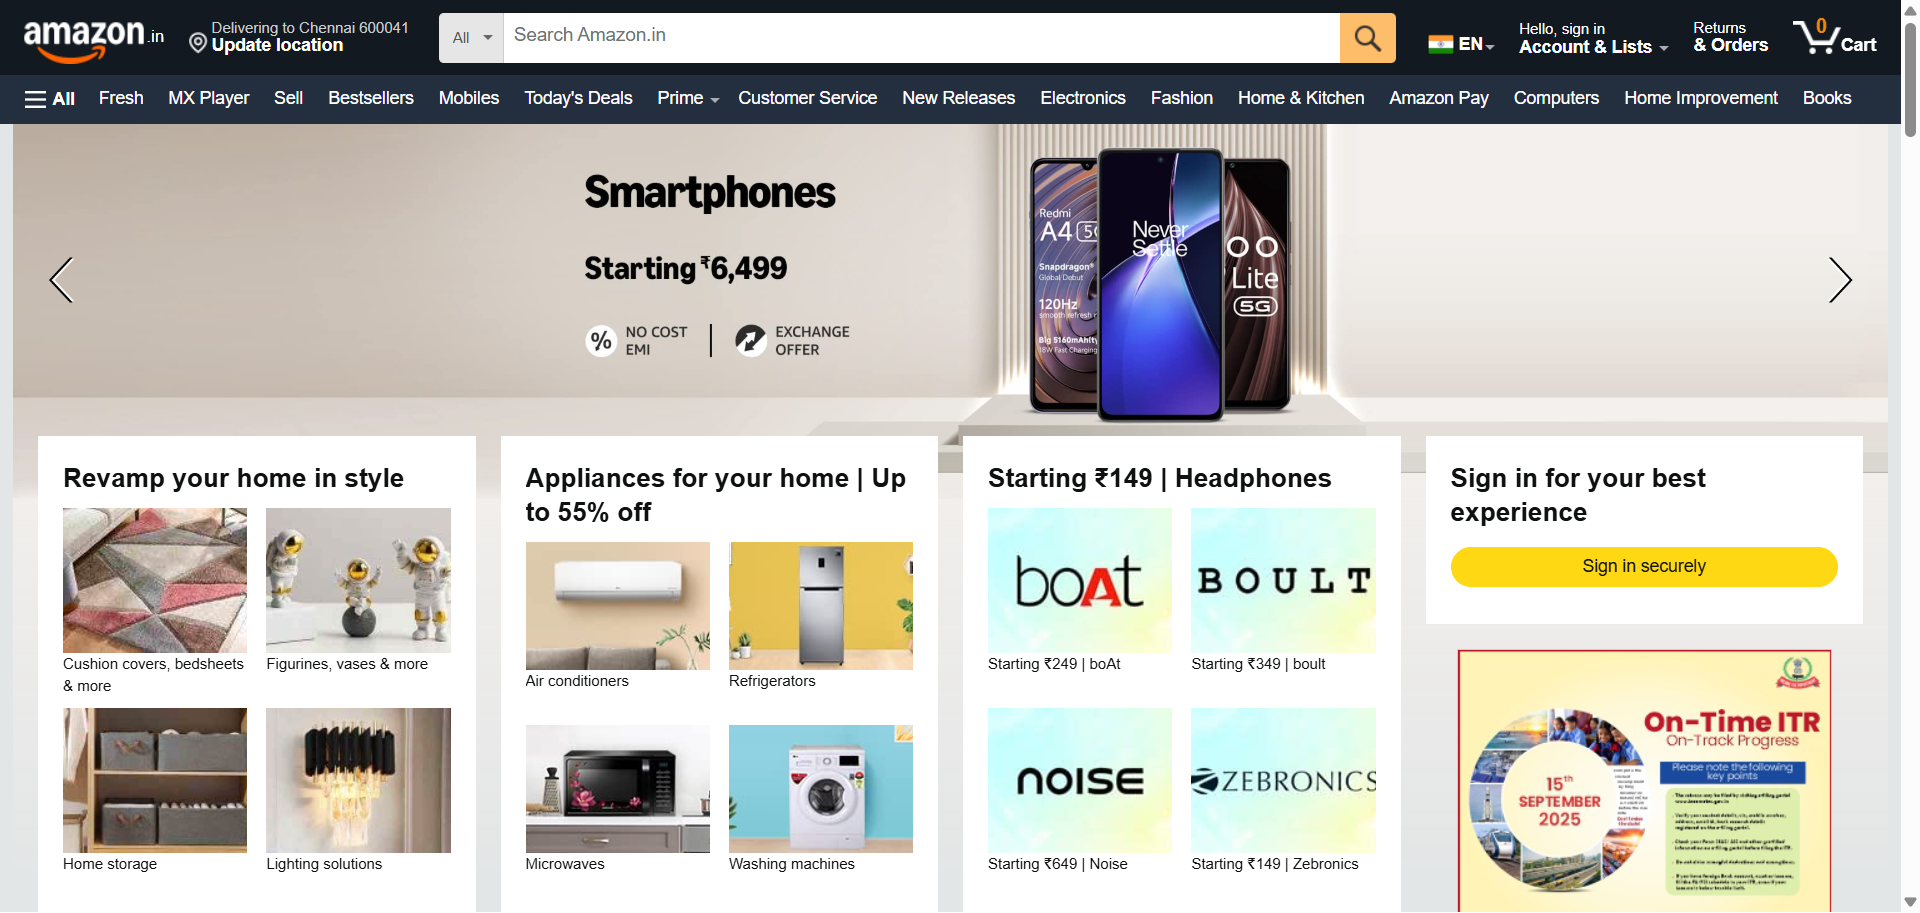 amazon.in
Delivering to Chennai 600041
Update location
All
Search Amazon.in
EN
Hello, sign in
Account & Lists
Returns
& Orders
0
Cart
All
Fresh
MX Player
Sell
Bestsellers
Mobiles
Today's Deals
Prime
Customer Service
New Releases
Electronics
Fashion
Home & Kitchen
Amazon Pay
Computers
Home Improvement
Books
Smartphones
Starting ₹6,499
%
NO COST
EMI
EXCHANGE
OFFER
Redmi
A4 5G
Snapdragon®
Global Debut
120Hz
smooth refresh
Big 5160mAh
18W Fast Charging
Never
Settle
Lite
5G
Revamp your home in style
Cushion covers, bedsheets
& more
Figurines, vases & more
Home storage
Lighting solutions
Appliances for your home | Up
to 55% off
Air conditioners
Refrigerators
Microwaves
Washing machines
Starting ₹149 | Headphones
boAt
BOULT
Starting ₹249 | boAt
Starting ₹349 | boult
NOISE
ZEBRONICS
Starting ₹649 | Noise
Starting ₹149 | Zebronics
Sign in for your best
experience
Sign in securely
On-Time ITR
On-Track Progress
Please note the following
key points
15th
SEPTEMBER
2025